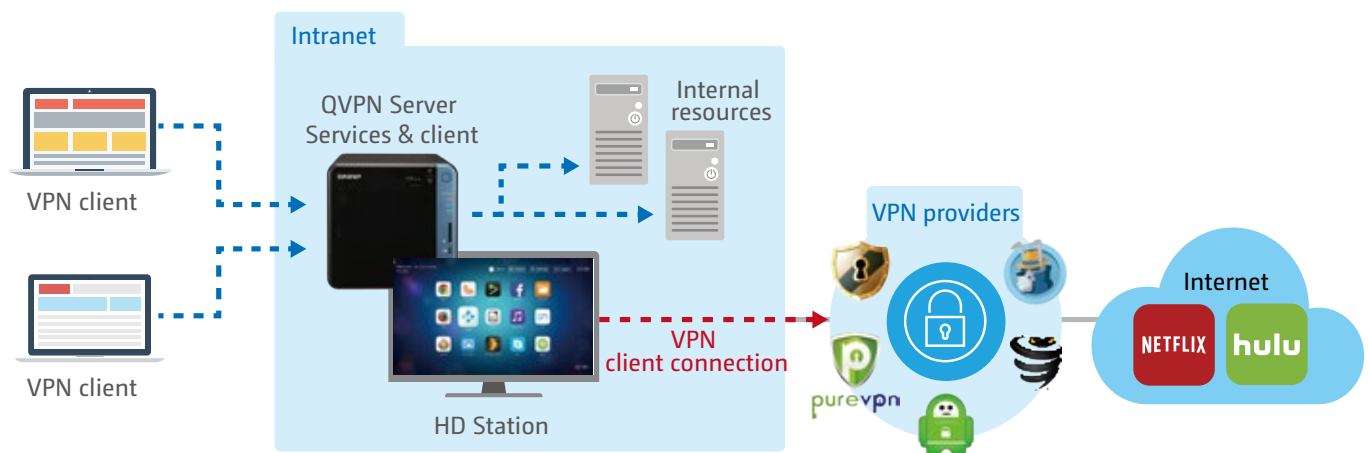 Intranet
QVPN Server
Services & client
Internal
resources
VPN client
VPN client
HD Station
VPN
client connection
VPN providers
purevpn
Internet
NETFLIX
hulu